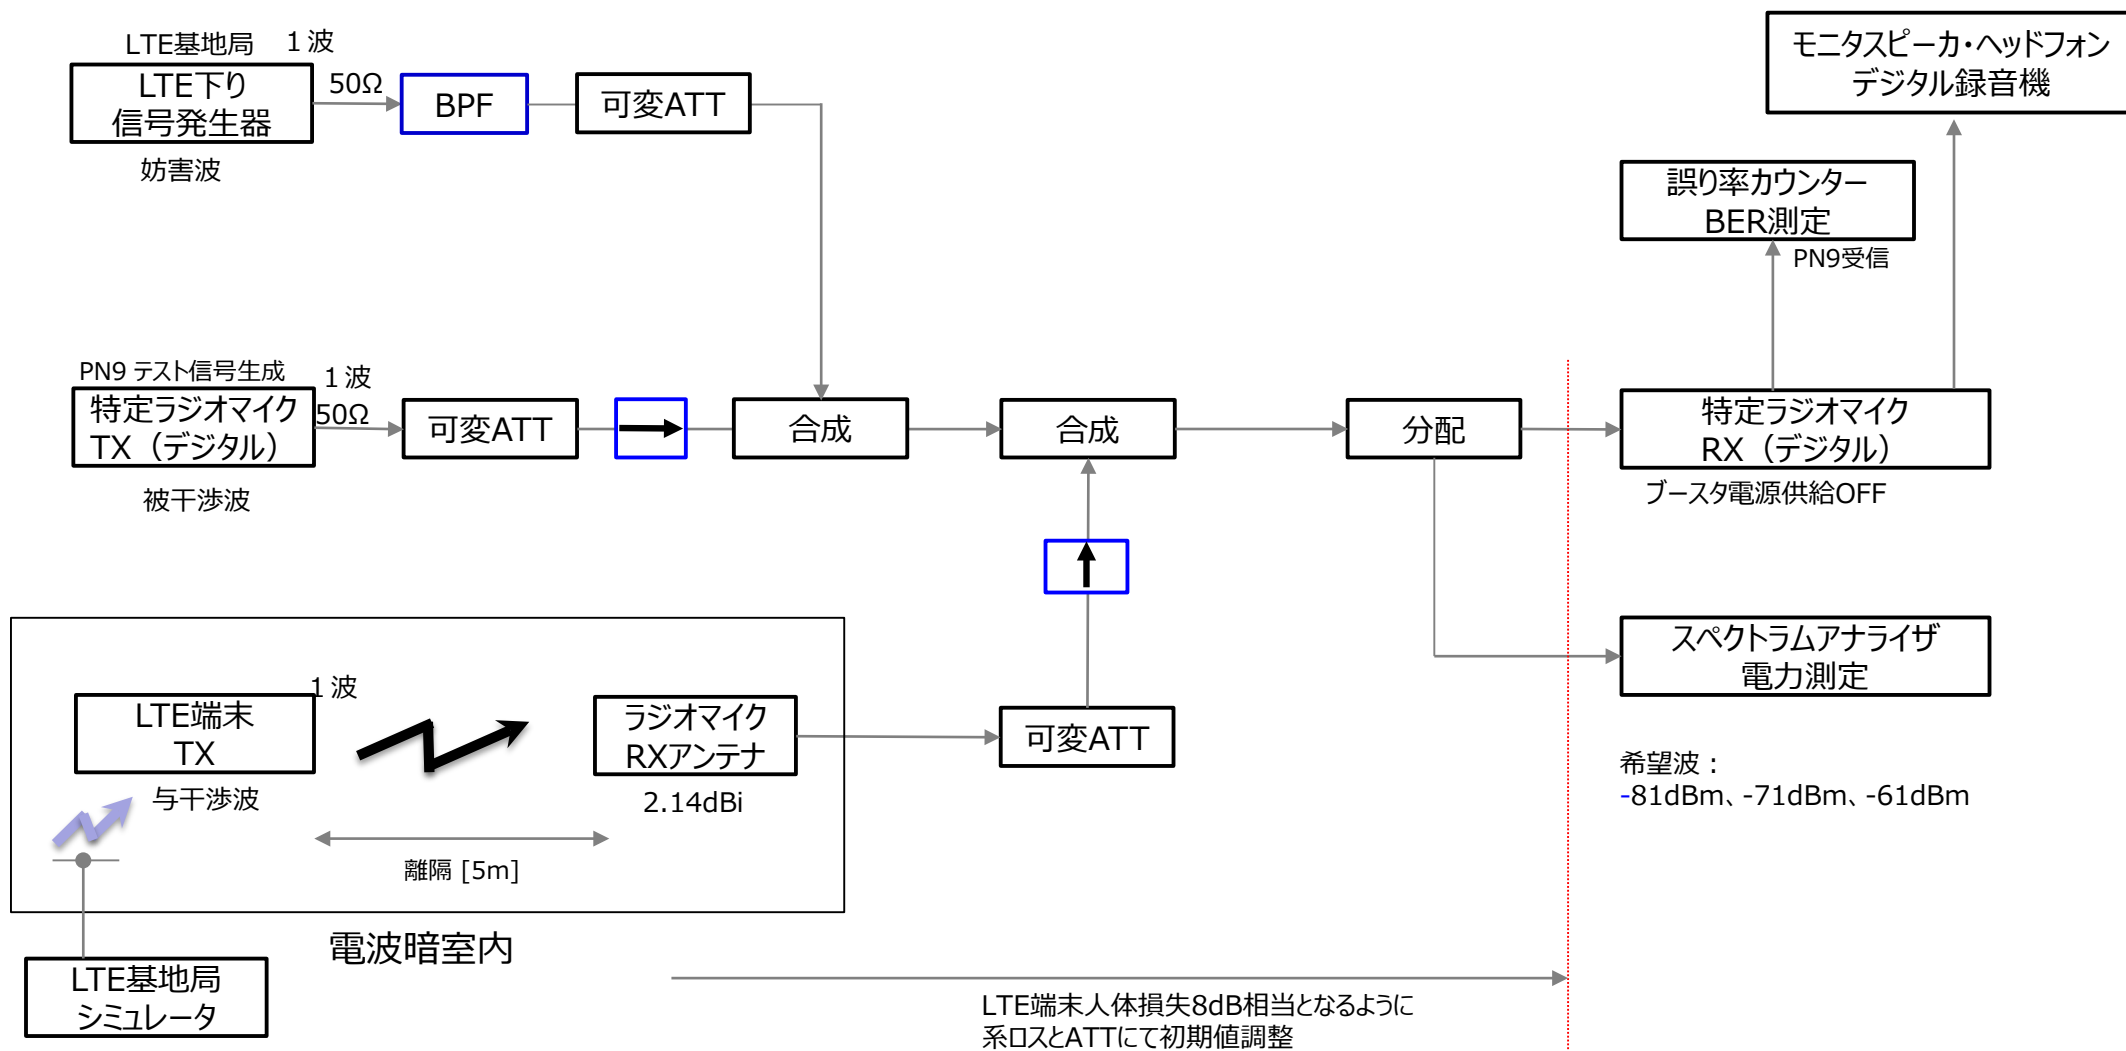 LTE基地局　１波
LTE下り
信号発生器
50Ω
BPF
可変ATT
妨害波
モニタスピーカ・ヘッドフォン
デジタル録音機
誤り率カウンター
BER測定
PN9受信
PN9 テスト信号生成
１波
特定ラジオマイク
TX（デジタル）
50Ω
可変ATT
合成
合成
分配
特定ラジオマイク
RX（デジタル）
被干渉波
ブースタ電源供給OFF
スペクトラムアナライザ
電力測定
１波
LTE端末
TX
ラジオマイク
RXアンテナ
可変ATT
与干渉波
2.14dBi
希望波：
-81dBm、-71dBm、-61dBm
離隔 [5m]
電波暗室内
LTE基地局
シミュレータ
LTE端末人体損失8dB相当となるように
系ロスとATTにて初期値調整